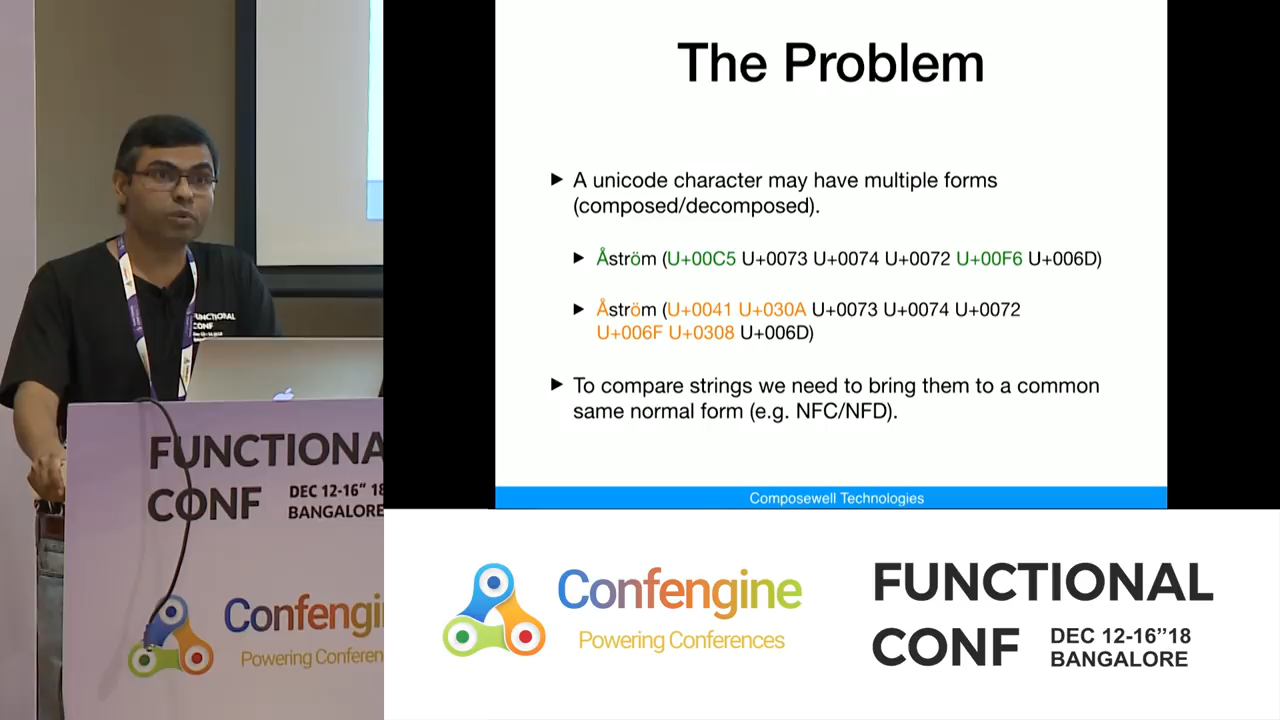 The Problem
► A unicode character may have multiple forms
(composed/decomposed).
► Åström (U+00C5 U+0073 U+0074 U+0072 U+00F6 U+006D)
► Åström (U+0041 U+030A U+0073 U+0074 U+0072
U+006F U+0308 U+006D)
► To compare strings we need to bring them to a common
same normal form (e.g. NFC/NFD).
Composewell Technologies
FUNCTIONAL
CONF
FUNCTIONA
CONF
DEC 12-16" 18
BANGALORE
Confengine
Powering Conferen
Confengine
Powering Conferences
FUNCTIONAL
CONF
DEC 12-16”18
BANGALORE